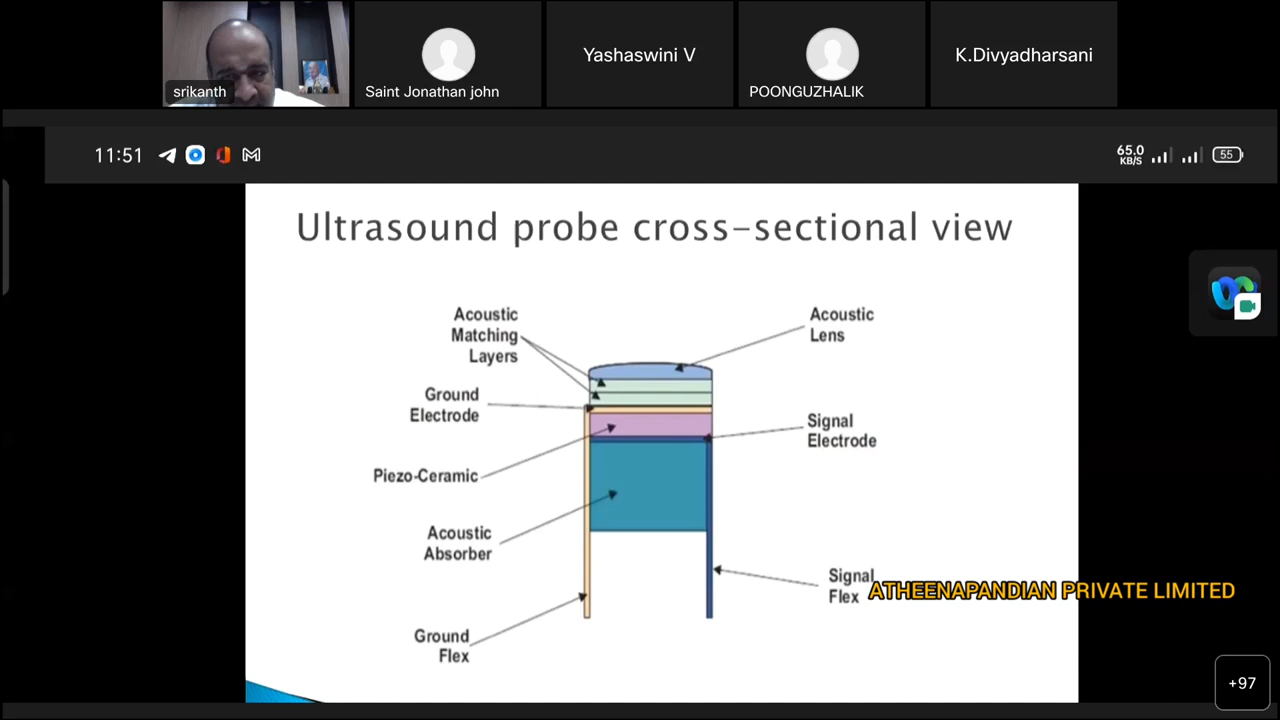 srikanth
Saint Jonathan john
Yashaswini V
POONGUZHALIK
K.Divyadharsani
11:51
65.0
KB/S
55
Ultrasound probe cross-sectional view
Acoustic
Matching
Layers
Acoustic
Lens
Ground
Electrode
Signal
Electrode
Piezo-Ceramic
Acoustic
Absorber
Signal
Flex
ATHEENAPANDIAN PRIVATE LIMITED
Ground
Flex
+97